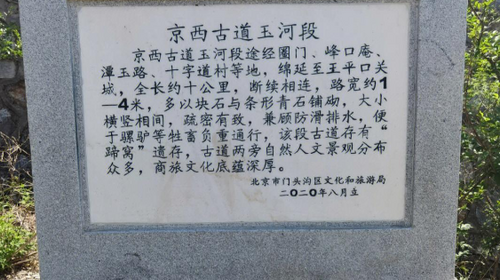 京西古道玉河段
京西古道玉河段途经圈门、峰口庵、
潭玉路、十字道村等地，绵延至王平口关
城，全长约十公里，断续相连，路宽约1
—4米，多以块石与条形青石铺砌，大小
横竖相间，疏密有致，兼顾防滑排水，便
于骡驴等牲畜负重通行，该段古道存有“
蹄窝”遗存，古道两旁自然人文景观分布
众多，商旅文化底蕴深厚。
北京市门头沟区文化和旅游局
二〇二〇年八月立